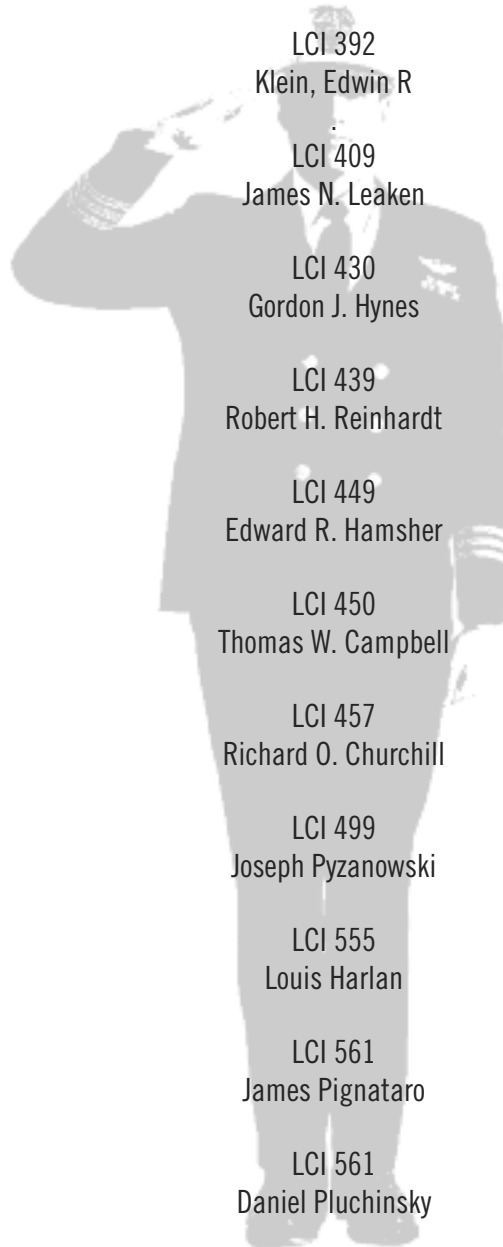 LCI 392
Klein, Edwin R
.
LCI 409
James N. Leaken
LCI 430
Gordon J. Hynes
LCI 439
Robert H. Reinhardt
LCI 449
Edward R. Hamsher
LCI 450
Thomas W. Campbell
LCI 457
Richard O. Churchill
LCI 499
Joseph Pyzanowski
LCI 555
Louis Harlan
LCI 561
James Pignataro
LCI 561
Daniel Pluchinsky